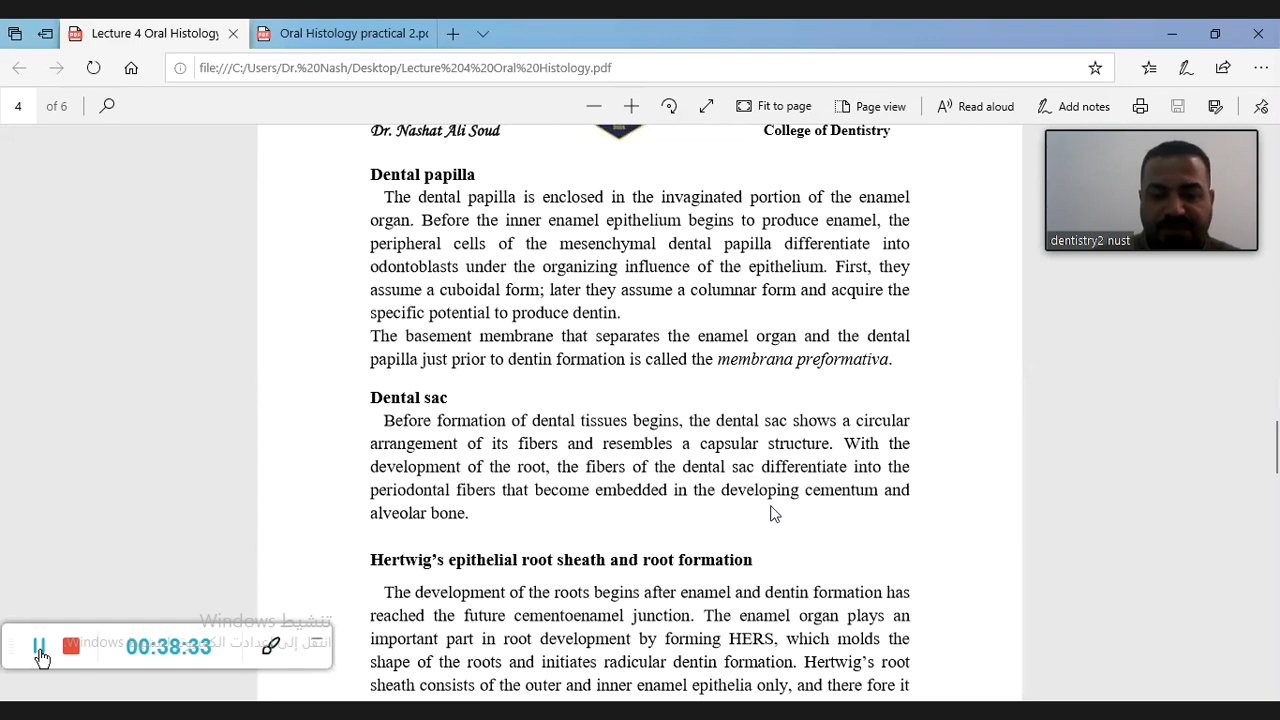 Lecture 4 Oral Histology
Oral Histology practical 2.pd
file:///C:/Users/Dr.%20Nash/Desktop/Lecture%204%20Oral%20Histology.pdf
4 of 6
Fit to page
Page view
Read aloud
Add notes
Dr. Nashat Ali Soud
College of Dentistry
dentistry2 nust
Dental papilla
The dental papilla is enclosed in the invaginated portion of the enamel
organ. Before the inner enamel epithelium begins to produce enamel, the
peripheral cells of the mesenchymal dental papilla differentiate into
odontoblasts under the organizing influence of the epithelium. First, they
assume a cuboidal form; later they assume a columnar form and acquire the
specific potential to produce dentin.
The basement membrane that separates the enamel organ and the dental
papilla just prior to dentin formation is called the membrana preformativa.
Dental sac
Before formation of dental tissues begins, the dental sac shows a circular
arrangement of its fibers and resembles a capsular structure. With the
development of the root, the fibers of the dental sac differentiate into the
periodontal fibers that become embedded in the developing cementum and
alveolar bone.
Hertwig's epithelial root sheath and root formation
The development of the roots begins after enamel and dentin formation has
reached the future cementoenamel junction. The enamel organ plays an
important part in root development by forming HERS, which molds the
shape of the roots and initiates radicular dentin formation. Hertwig's root
sheath consists of the outer and inner enamel epithelia only, and there fore it
تنشيط Windows
انتقل إلى إعدادات الك Windows.
00:38:33